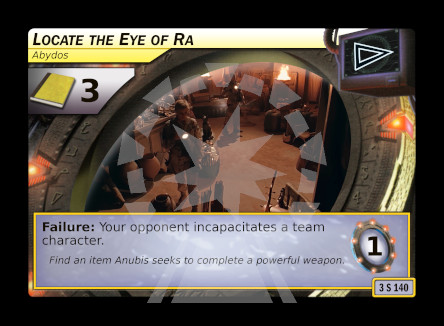 LOCATE THE EYE OF RA
Abydos
3
Failure: Your opponent incapacitates a team
character.
Find an item Anubis seeks to complete a powerful weapon.
1
3 S 140